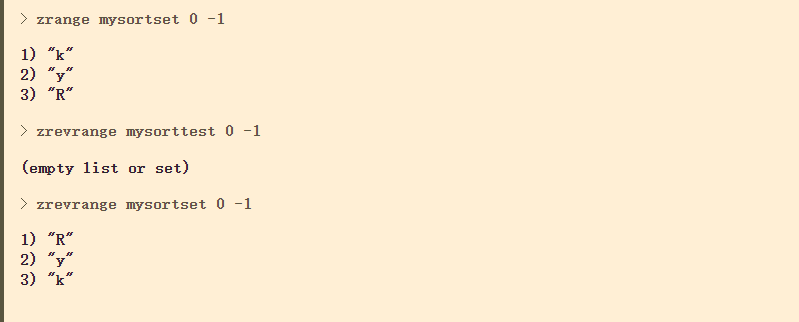 > zrange mysortset 0 -1
1) "k"
2) "y"
3) "R"
> zrevrange mysorttest 0 -1
(empty list or set)
> zrevrange mysortset 0 -1
1) "R"
2) "y"
3) "k"